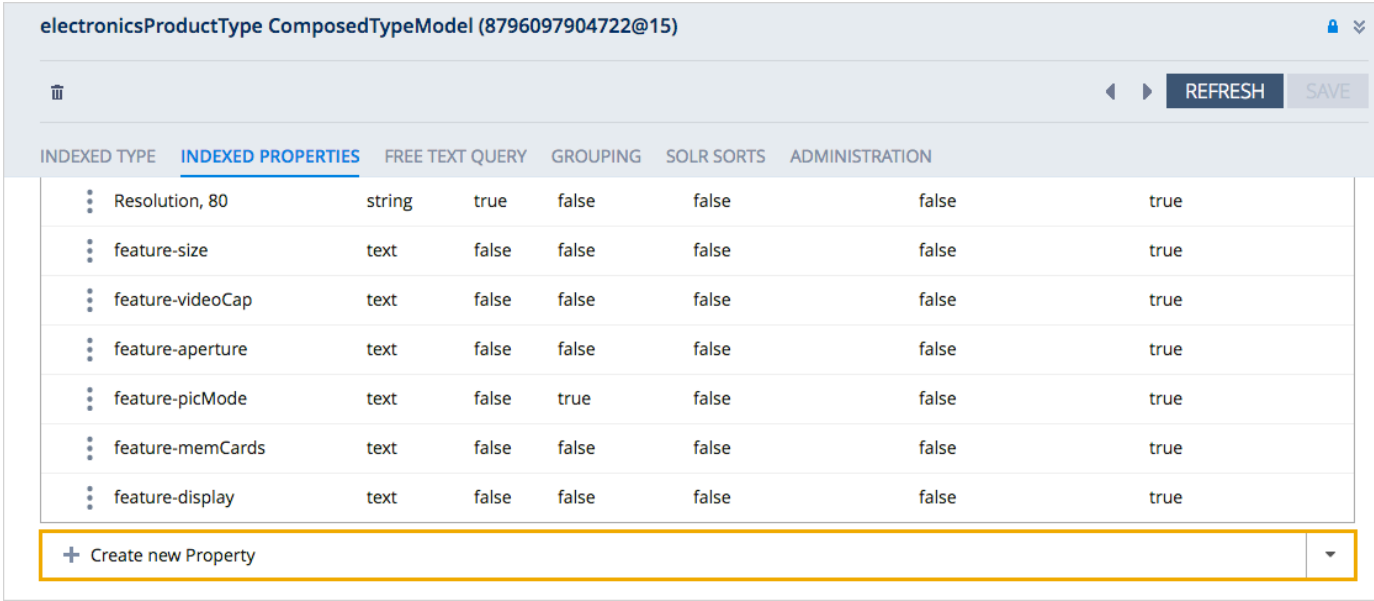 electronicsProductType ComposedTypeModel (8796097904722@15)
REFRESH SAVE
INDEXED TYPE INDEXED PROPERTIES FREE TEXT QUERY GROUPING SOLR SORTS ADMINISTRATION
Resolution, 80 string true false false false true
feature-size text false false false false true
feature-videoCap text false false false false true
feature-aperture text false false false false true
feature-picMode text false true false false true
feature-memCards text false false false false true
feature-display text false false false false true
Create new Property